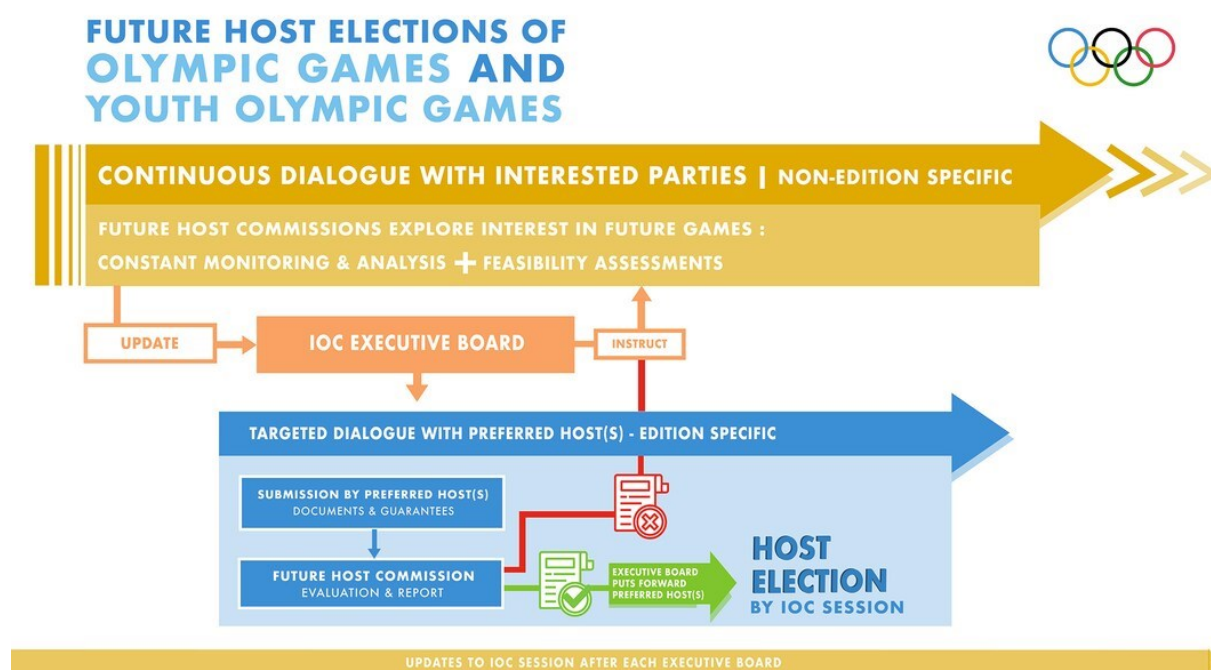 FUTURE HOST ELECTIONS OF
OLYMPIC GAMES AND
YOUTH OLYMPIC GAMES
CONTINUOUS DIALOGUE WITH INTERESTED PARTIES | NON-EDITION SPECIFIC
FUTURE HOST COMMISSIONS EXPLORE INTEREST IN FUTURE GAMES :
CONSTANT MONITORING & ANALYSIS + FEASIBILITY ASSESSMENTS
UPDATE
IOC EXECUTIVE BOARD
INSTRUCT
TARGETED DIALOGUE WITH PREFERRED HOST(S) - EDITION SPECIFIC
SUBMISSION BY PREFERRED HOST(S)
DOCUMENTS & GUARANTEES
FUTURE HOST COMMISSION
EVALUATION & REPORT
EXECUTIVE BOARD
PUTS FORWARD
PREFERRED HOST(S)
HOST
ELECTION
BY IOC SESSION
UPDATES TO IOC SESSION AFTER EACH EXECUTIVE BOARD